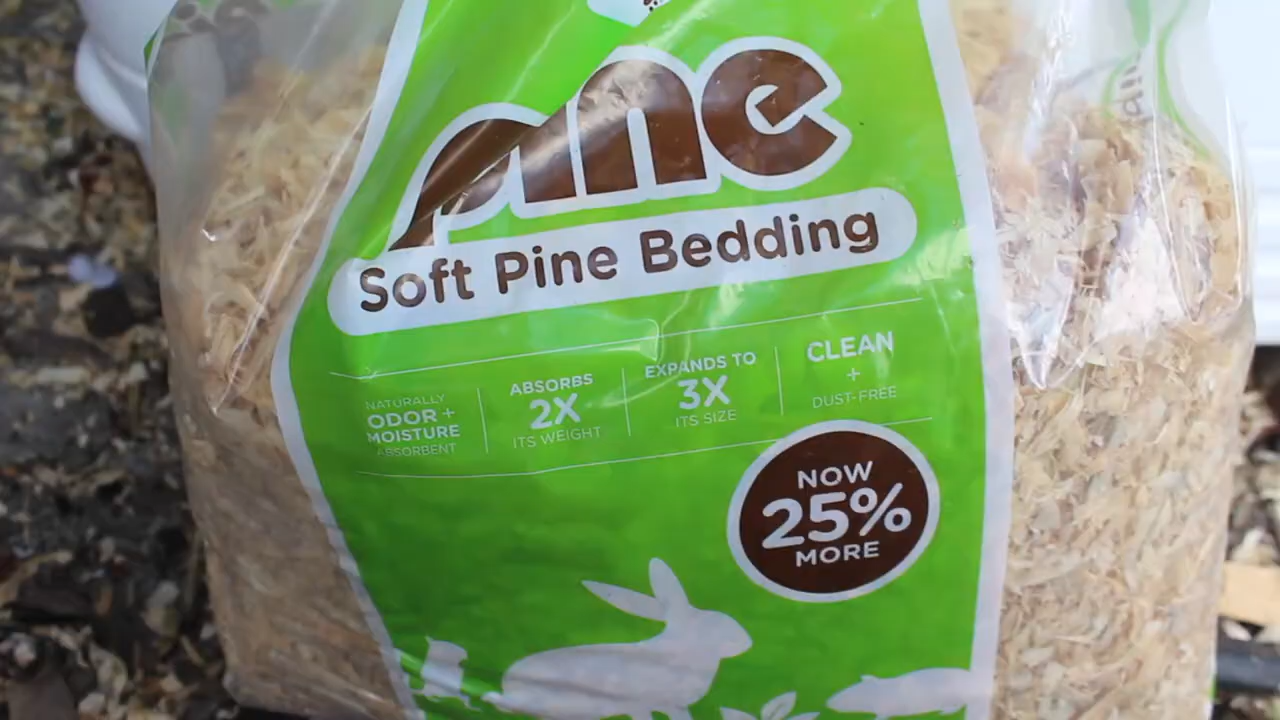 pine
Soft Pine Bedding
NATURALLY
ODOR +
MOISTURE
ABSORBENT
ABSORBS
2X
ITS WEIGHT
EXPANDS TO
3X
ITS SIZE
CLEAN
+
DUST-FREE
NOW
25%
MORE